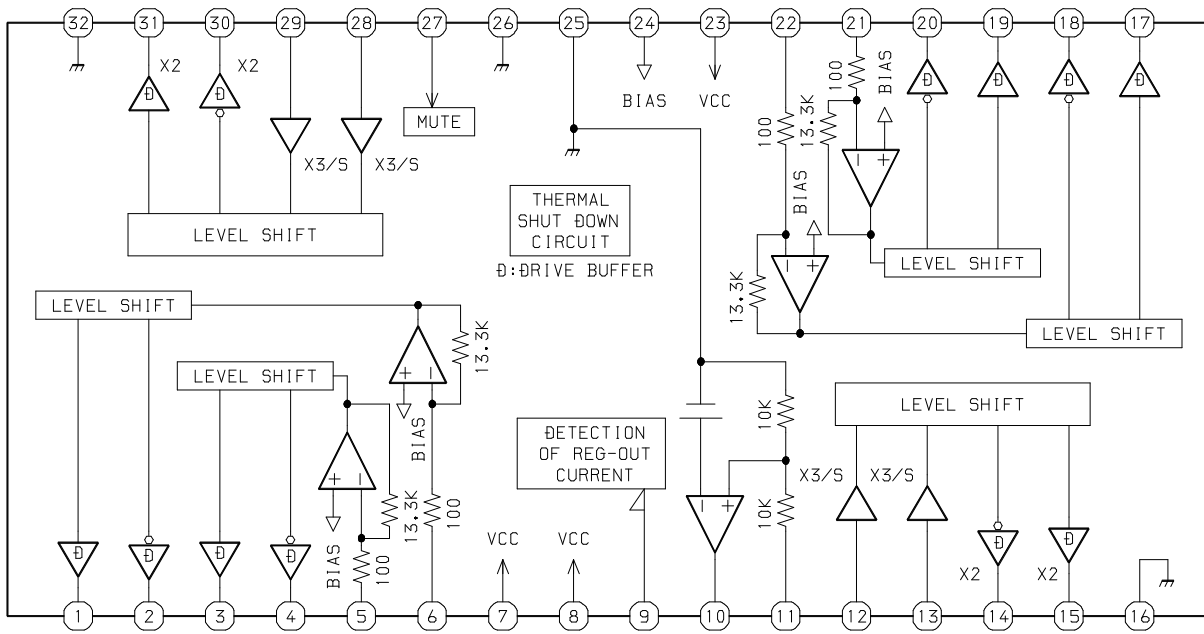 32 31 30 29 28 27 26 25 24 23 22 21 20 19 18 17
X2 X2
Đ Đ
MUTE
BIAS VCC
100
BIAS
Đ Đ Đ Đ
100
13.3K
X3/S X3/S
− +
BIAS
THERMAL
SHUT ĐOWN
CIRCUIT
LEVEL SHIFT
Đ:ĐRIVE BUFFER
− +
LEVEL SHIFT
13.3K
LEVEL SHIFT
LEVEL SHIFT
13.3K
LEVEL SHIFT
+ −
BIAS
LEVEL SHIFT
10K
ĐETECTION
OF REG-OUT
CURRENT
+ −
13.3K
100
BIAS
− +
10K
X3/S X3/S
VCC VCC
100
Đ Đ Đ Đ
Đ Đ
X2 X2
1 2 3 4 5 6 7 8 9 10 11 12 13 14 15 16